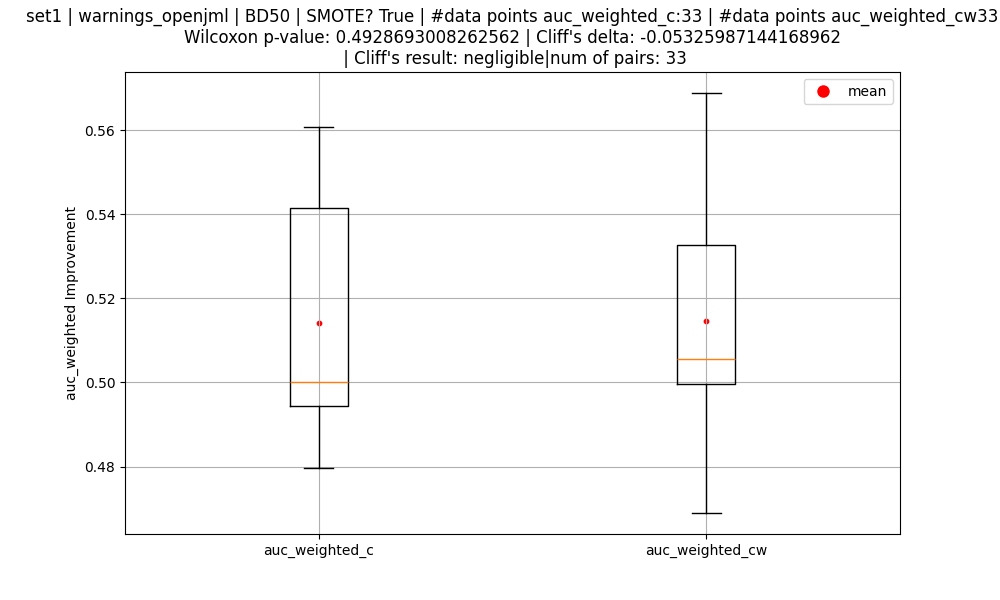 set1 | warnings_openjml | BD50 | SMOTE? True | #data points auc_weighted_c:33 | #data points auc_weighted_cw33
Wilcoxon p-value: 0.4928693008262562 | Cliff's delta: -0.05325987144168962
| Cliff's result: negligible|num of pairs: 33
mean
0.56
0.54
0.52
0.50
0.48
auc_weighted Improvement
auc_weighted_c
auc_weighted_cw